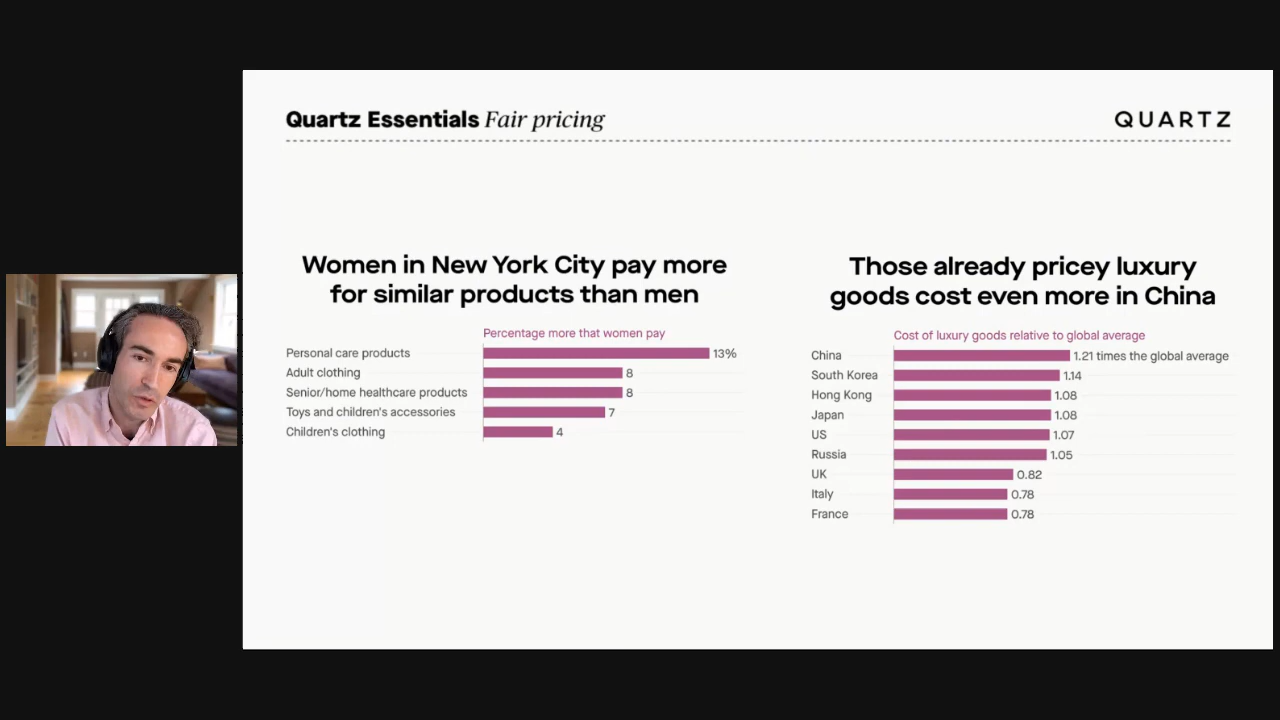 Quartz Essentials Fair pricing
QUARTZ
Women in New York City pay more
for similar products than men
Percentage more that women pay
Personal care products 13%
Adult clothing 8
Senior/home healthcare products 8
Toys and children's accessories 7
Children's clothing 4
Those already pricey luxury
goods cost even more in China
Cost of luxury goods relative to global average
China 1.21 times the global average
South Korea 1.14
Hong Kong 1.08
Japan 1.08
US 1.07
Russia 1.05
UK 0.82
Italy 0.78
France 0.78